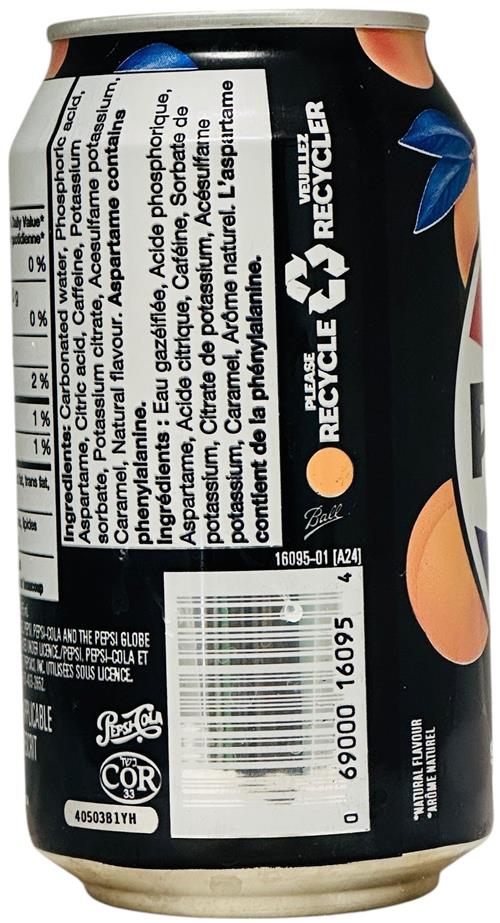 Daily Value*
0 %
0 %
2 %
1 %
1 %
Ingredients: Carbonated water, Phosphoric acid,
Aspartame, Citric acid, Caffeine, Potassium
sorbate, Potassium citrate, Acesulfame potassium,
Caramel, Natural flavour. Aspartame contains
phenylalanine.
Ingrédients : Eau gazéifiée, Acide phosphorique,
Aspartame, Acide citrique, Caféine, Sorbate de
potassium, Citrate de potassium, Acésulfame
potassium, Caramel, Arôme naturel. L'aspartame
contient de la phénylalanine.
PLEASE
RECYCLE
VEUILLEZ
RECYCLER
Ball
16095-01 [A24]
0 69000 16095 4
PEPSI-COLA AND THE PEPSI GLOBE
UNDER LICENCE./PEPSI, PEPSI-COLA ET
INC. UTILISÉES SOUS LICENCE.
Pepsi-Cola
כשר
COR
33
40503B1YH
*NATURAL FLAVOUR
*ARÔME NATUREL